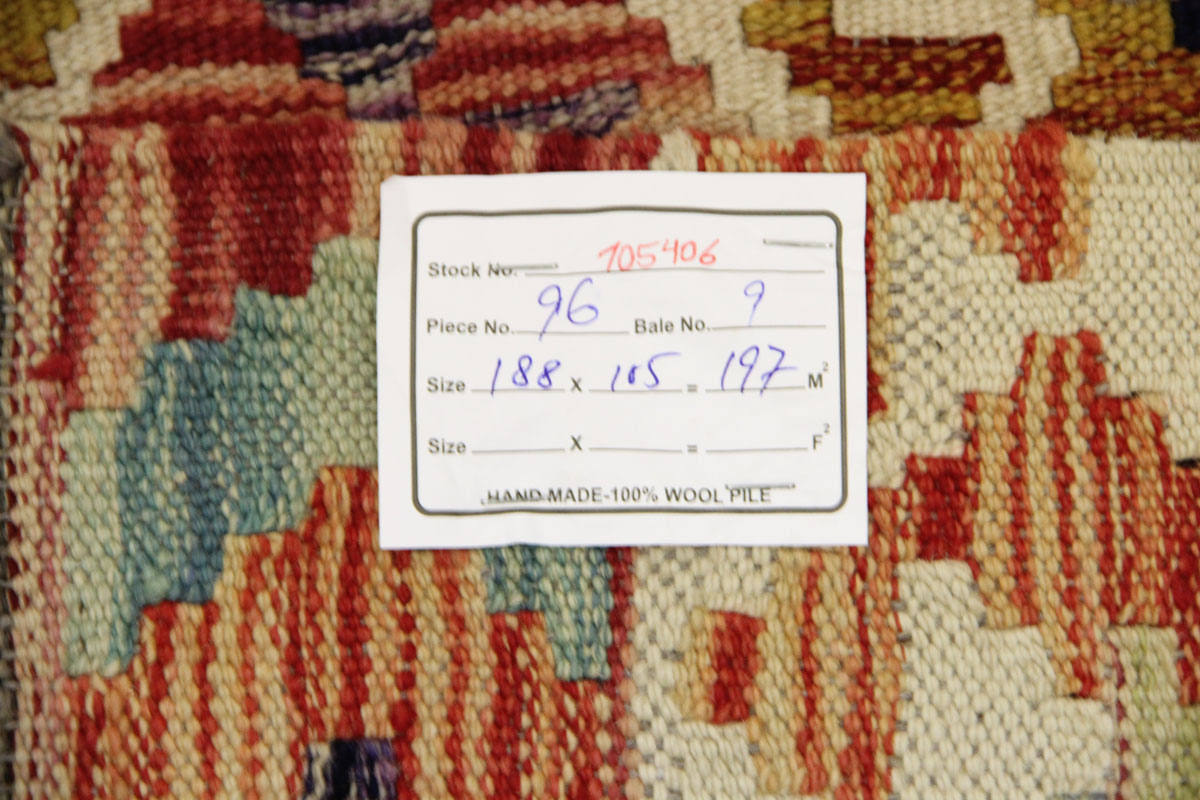 Stock No. 105406
Piece No. 96 Bale No. 9
Size 188 X 105 = 197 M²
Size X = F²
HAND MADE-100% WOOL PILE